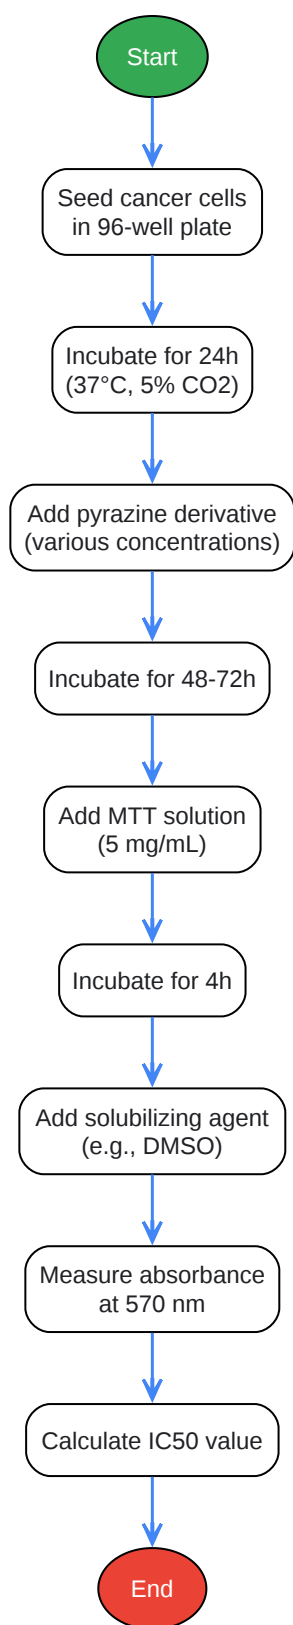 Start
Seed cancer cells
in 96-well plate
Incubate for 24h
(37°C, 5% CO2)
Add pyrazine derivative
(various concentrations)
Incubate for 48-72h
Add MTT solution
(5 mg/mL)
Incubate for 4h
Add solubilizing agent
(e.g., DMSO)
Measure absorbance
at 570 nm
Calculate IC50 value
End